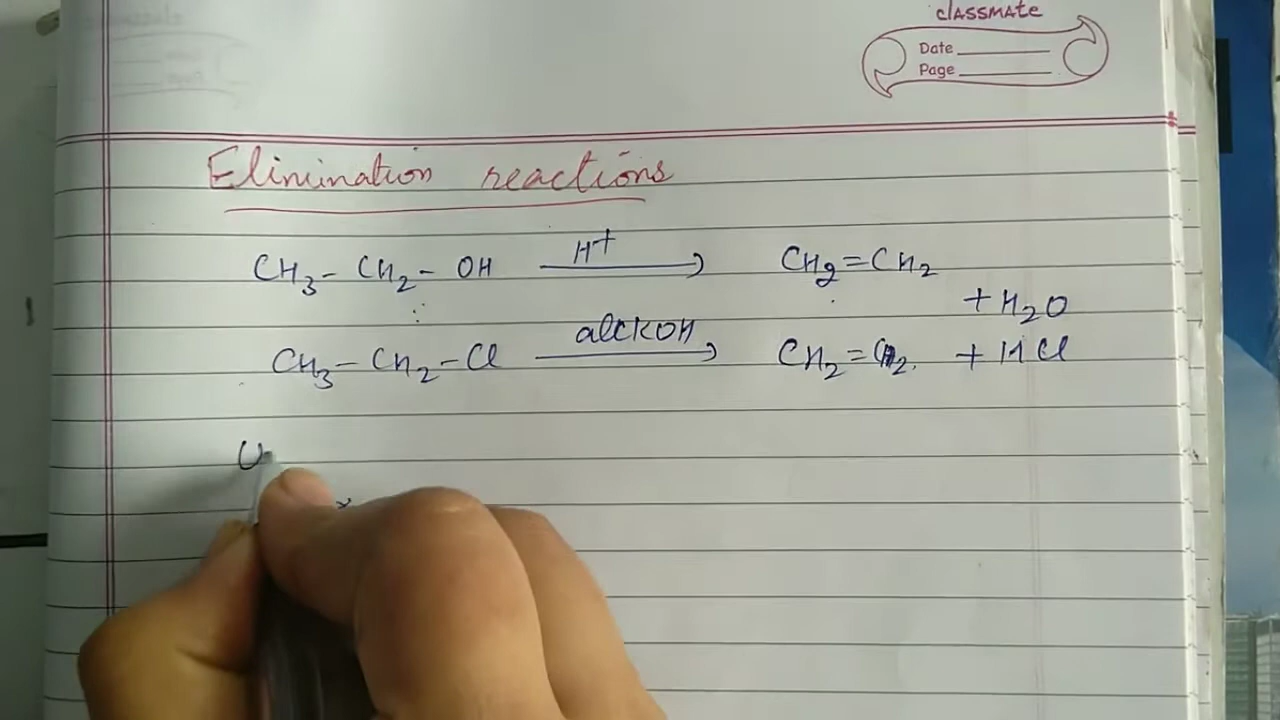 classmate
Date
Page
Elimination reactions
CH₃ - CH₂ - OH H⁺ → CH₂ = CH₂
+ H₂O
CH₃ - CH₂ - Cl alcKOH → CH₂ = CH₂. + HCl